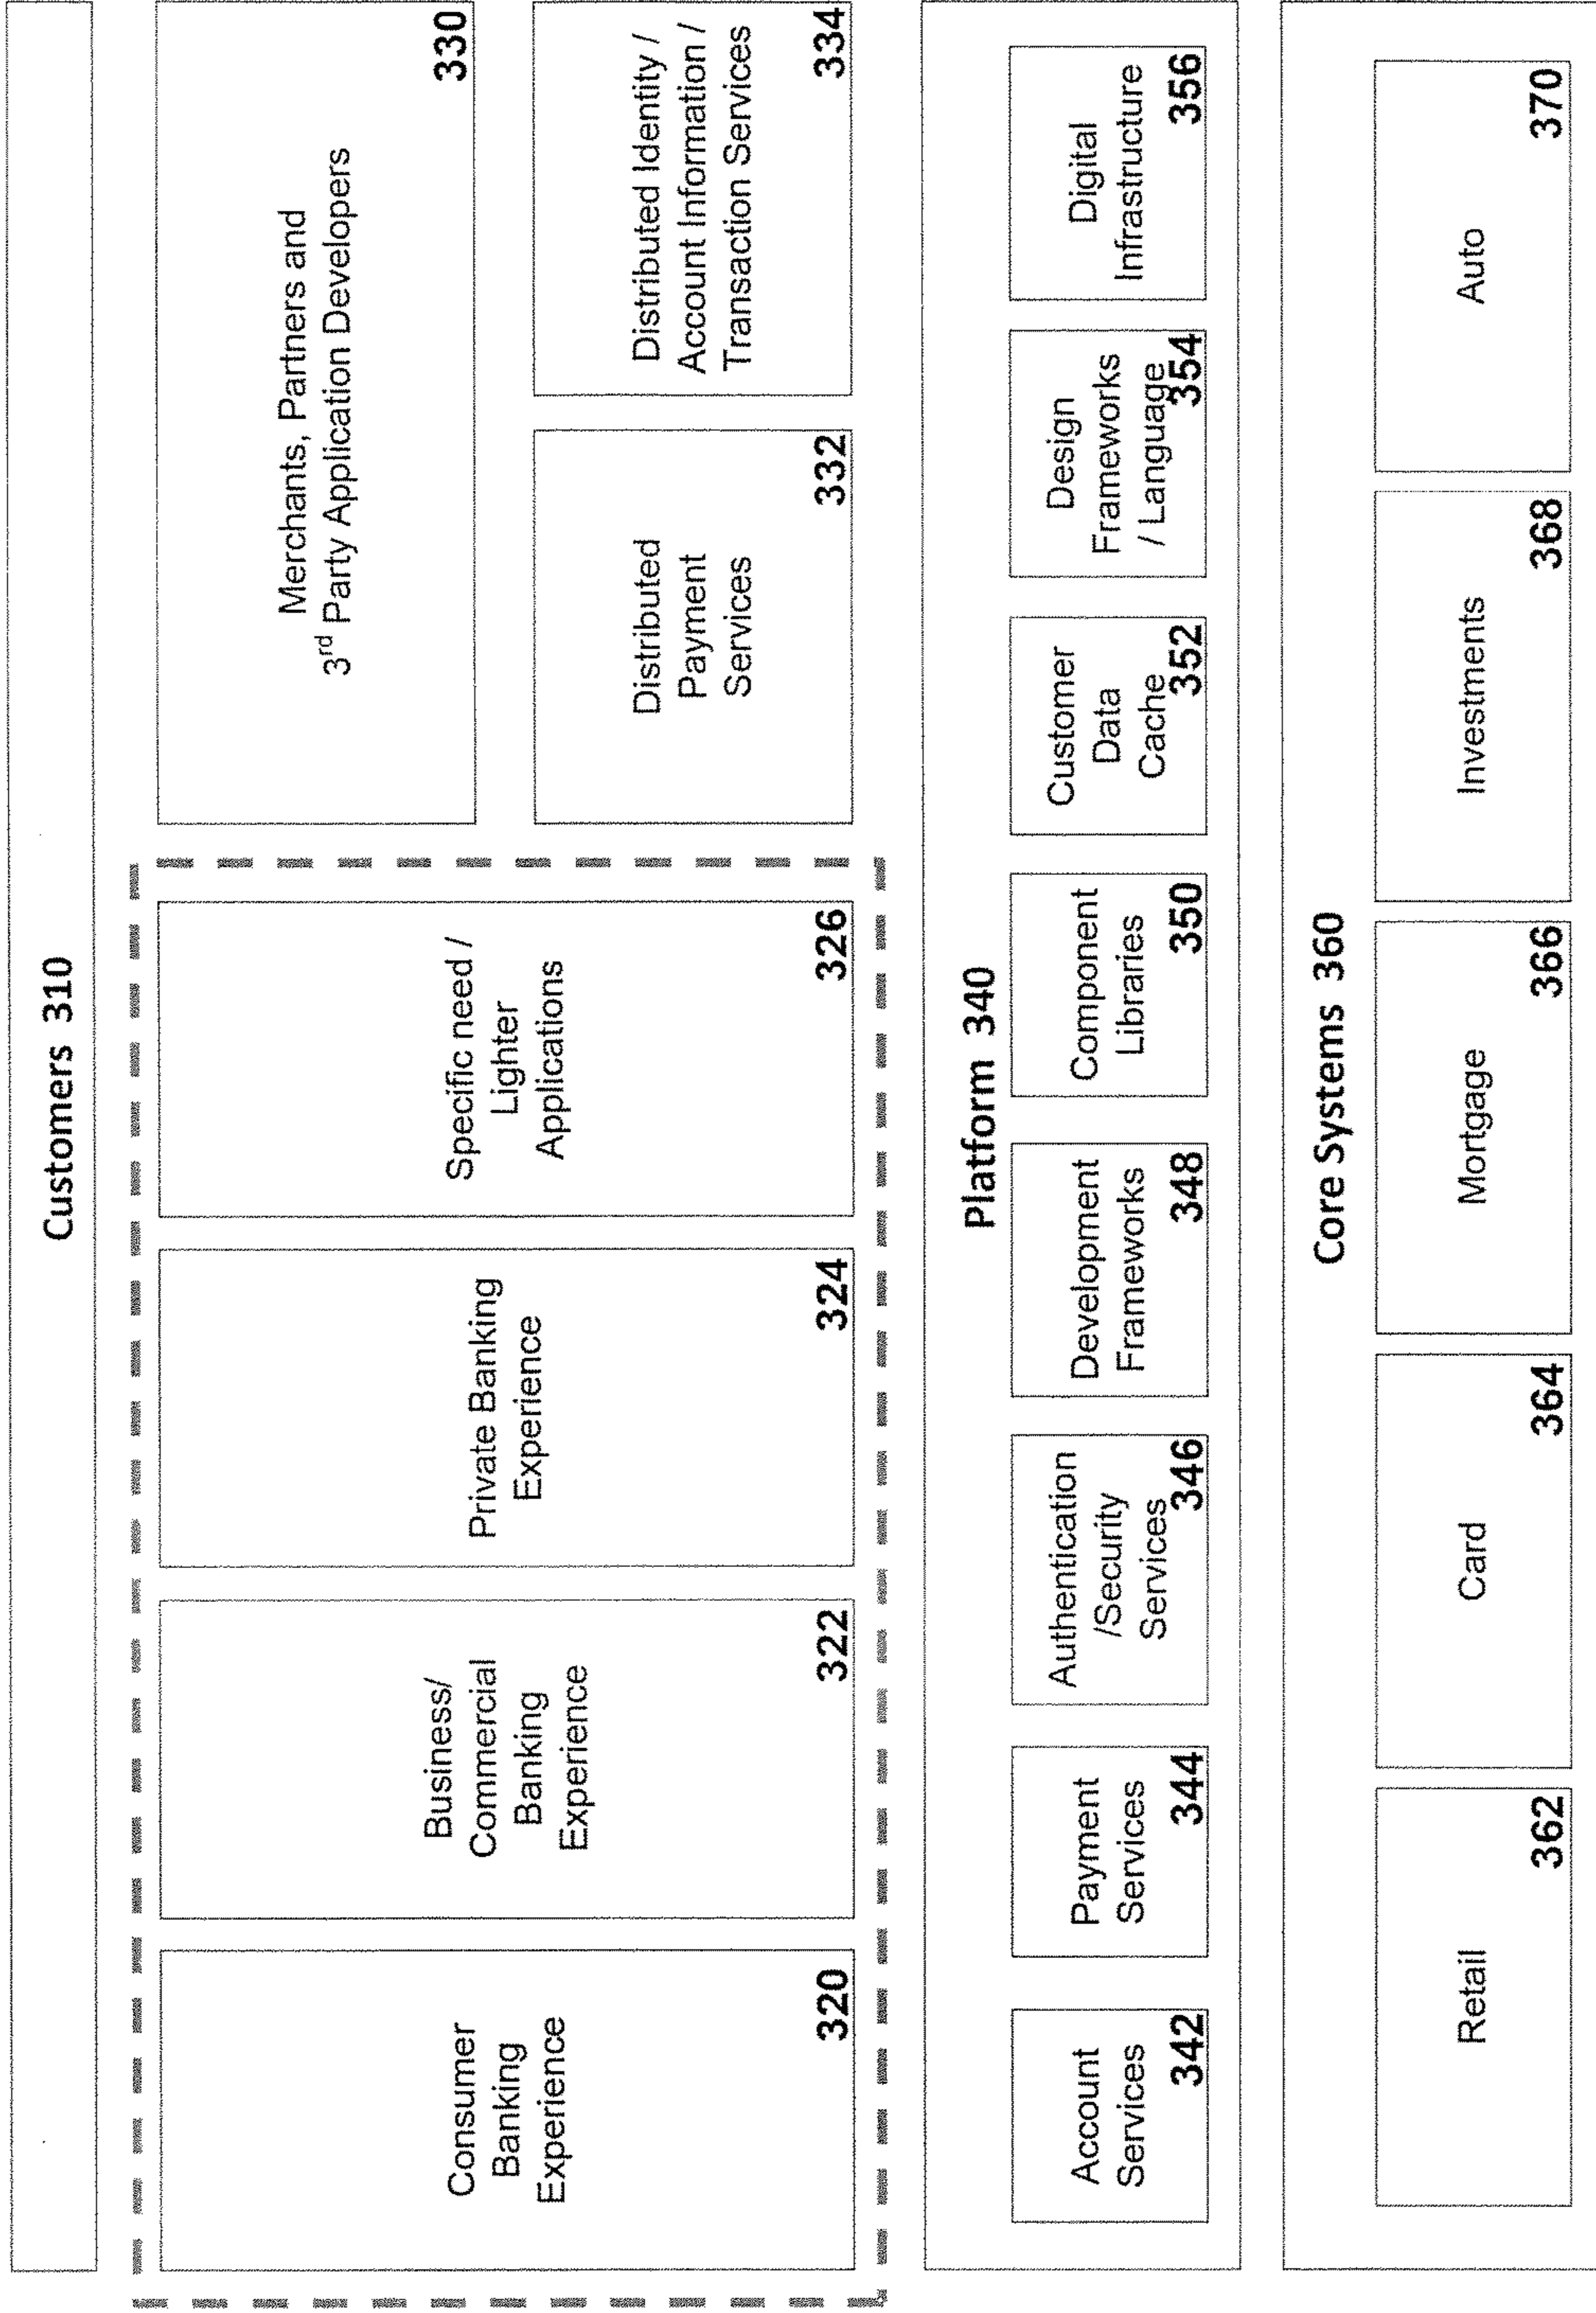 Customers 310
Consumer
Banking
Experience
320
Business/
Commercial
Banking
Experience
322
Private Banking
Experience
324
Specific need /
Lighter
Applications
326
Merchants, Partners and
3rd Party Application Developers
330
Distributed
Payment
Services
332
Distributed Identity /
Account Information /
Transaction Services
334
Platform 340
Account
Services
342
Payment
Services
344
Authentication
/Security
Services
346
Development
Frameworks
348
Component
Libraries
350
Customer
Data
Cache
352
Design
Frameworks
/ Language
354
Digital
Infrastructure
356
Core Systems 360
Retail
362
Card
364
Mortgage
366
Investments
368
Auto
370